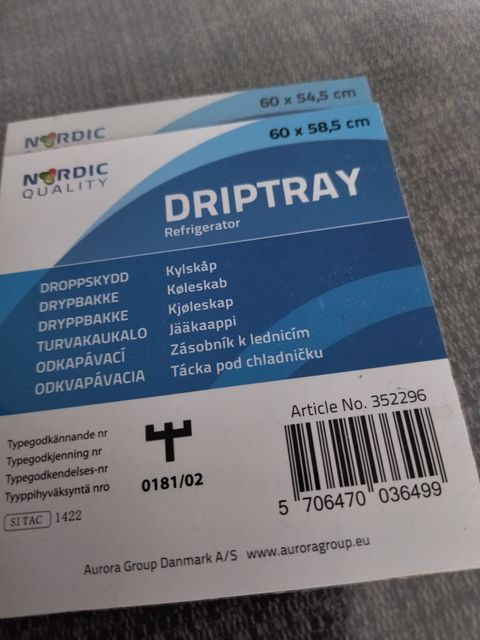 60 x 54,5 cm
NORDIC
60 x 58,5 cm
NORDIC
QUALITY
DRIPTRAY
Refrigerator
DROPPSKYDD Kylskåp
DRYPBAKKE Køleskab
DRYPPBAKKE Kjøleskap
TURVAKAUKALO Jääkaappi
ODKAPÁVACÍ Zásobník k lednicím
ODKVAPÁVACIA Tácka pod chladničku
Article No. 352296
Typegodkännande nr
Typegodkjenning nr
Typegodkendelses-nr
Tyyppihyväksyntä nro
0181/02
SITAC 1422
5 706470 036499
Aurora Group Danmark A/S www.auroragroup.eu